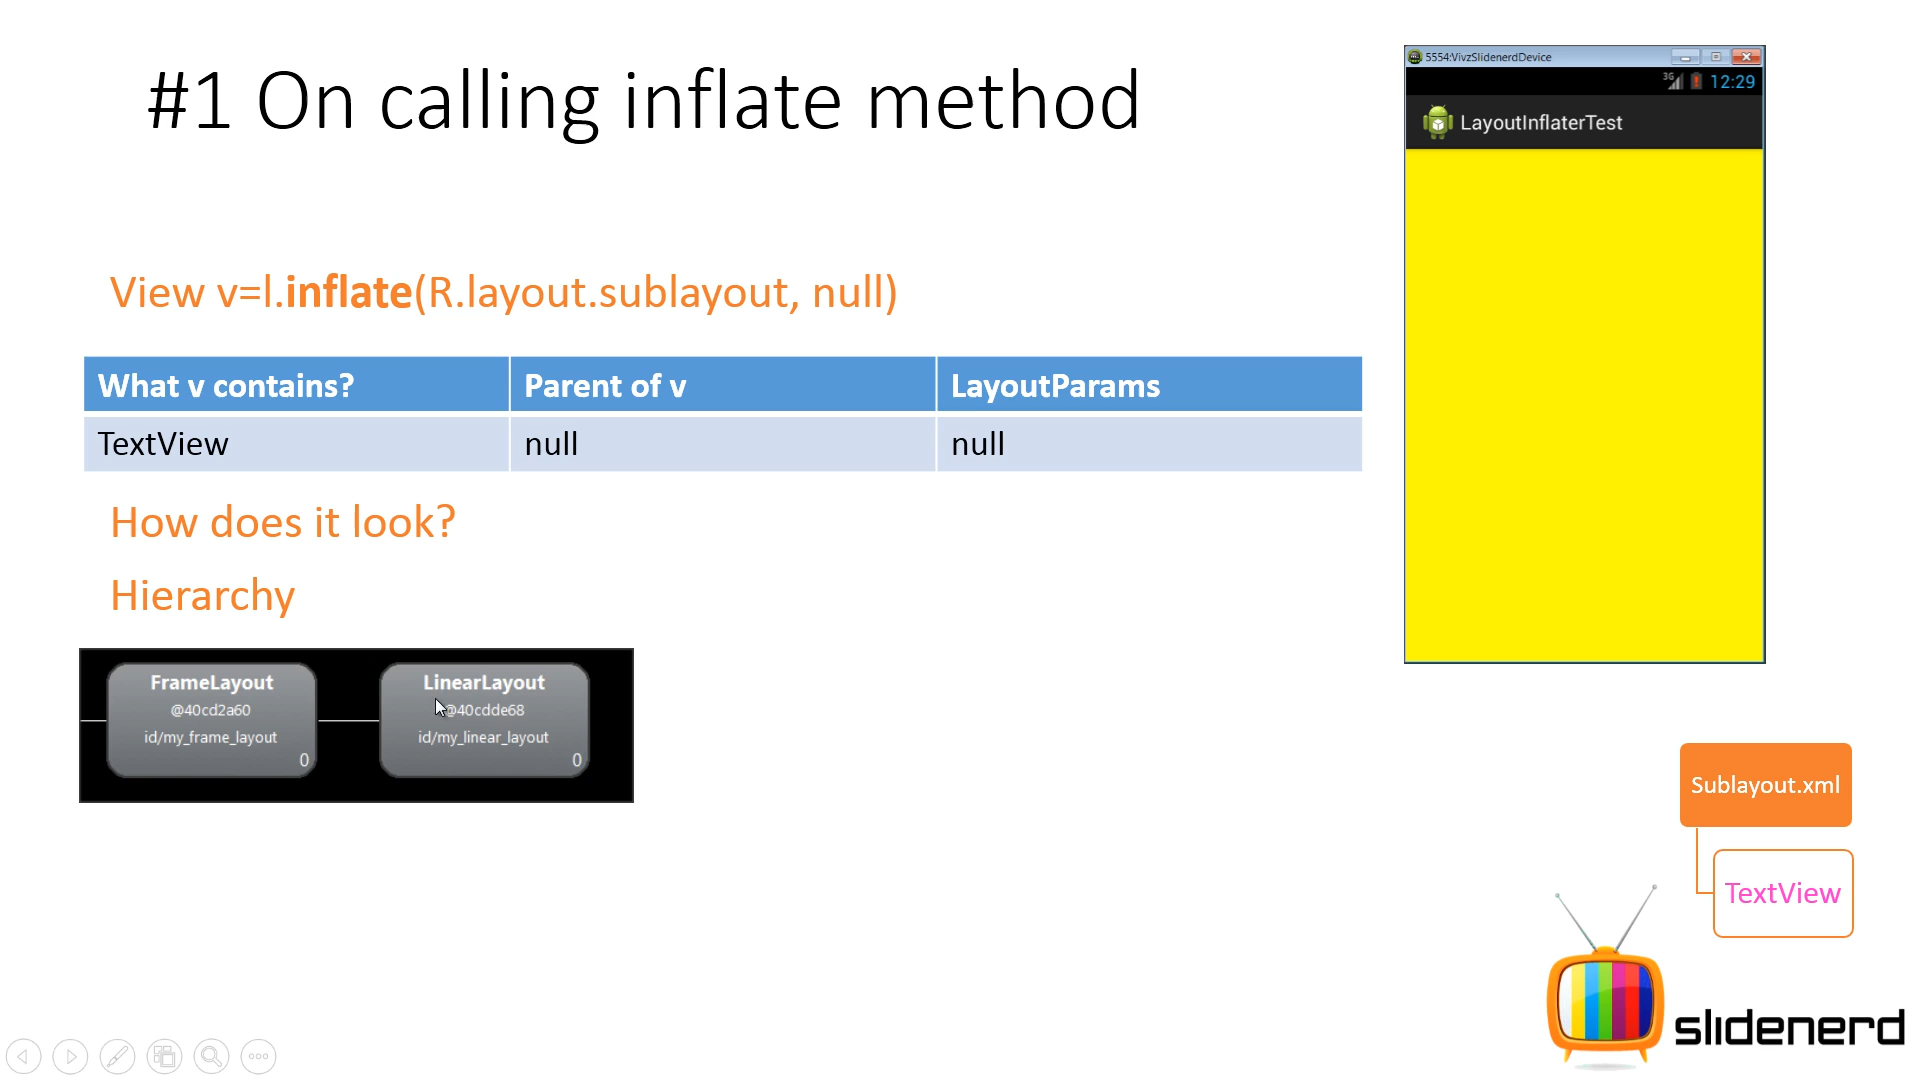 #1 On calling inflate method
5554:VivzSlidenerdDevice
3G 12:29
LayoutInflaterTest
View v=l.inflate(R.layout.sublayout, null)
What v contains? Parent of v LayoutParams
TextView null null
How does it look?
Hierarchy
FrameLayout
@40cd2a60
id/my_frame_layout
0
LinearLayout
@40cdde68
id/my_linear_layout
0
Sublayout.xml
TextView
slidenerd